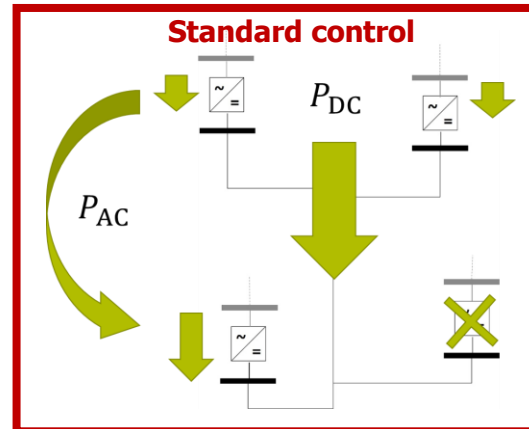 Standard control
~
=
P_DC
~
=
P_AC
~
=
~
=